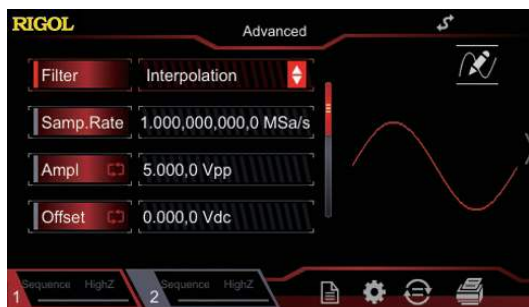 RIGOL
Advanced
Filter Interpolation
Samp.Rate 1.000,000,000,0 MSa/s
Ampl 5.000,0 Vpp
Offset 0.000,0 Vdc
1 Sequence HighZ 2 Sequence HighZ